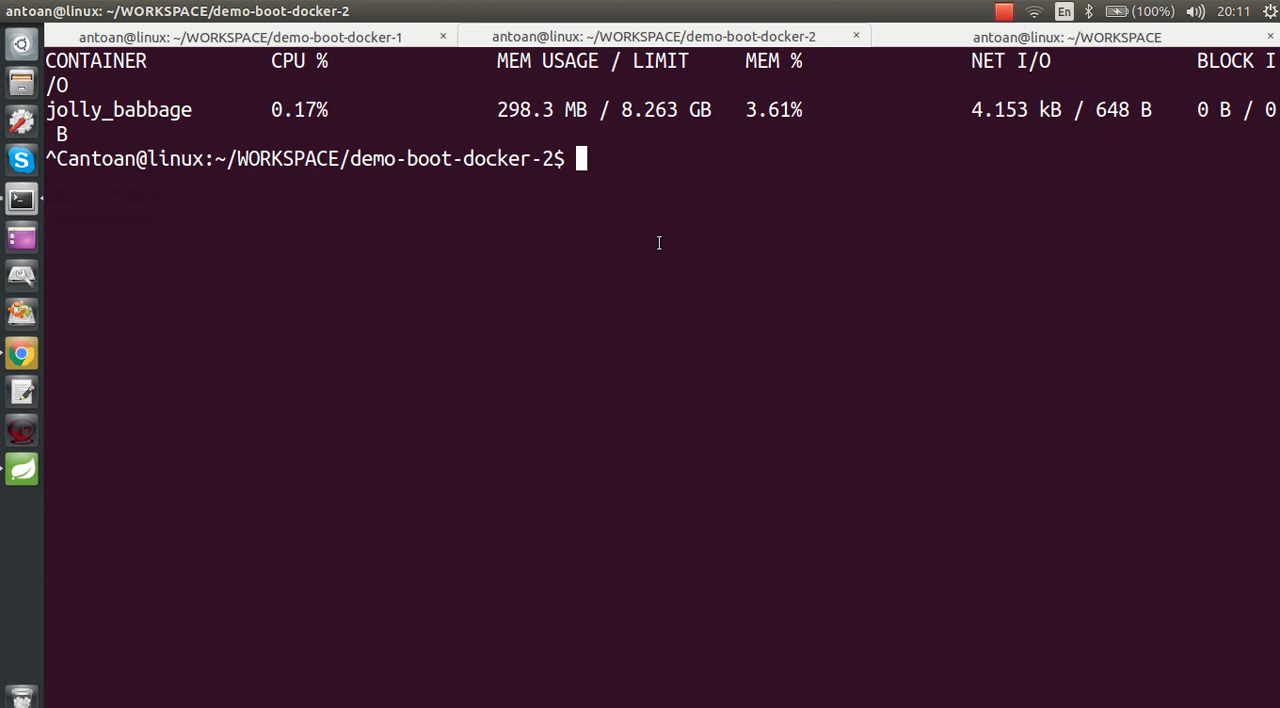 antoan@linux: ~/WORKSPACE/demo-boot-docker-2
En (100%) 20:11
antoan@linux: ~/WORKSPACE/demo-boot-docker-1 × antoan@linux: ~/WORKSPACE/demo-boot-docker-2 × antoan@linux: ~/WORKSPACE ×
CONTAINER CPU % MEM USAGE / LIMIT MEM % NET I/O BLOCK I
/O
jolly_babbage 0.17% 298.3 MB / 8.263 GB 3.61% 4.153 kB / 648 B 0 B / 0
B
^Cantoan@linux:~/WORKSPACE/demo-boot-docker-2$